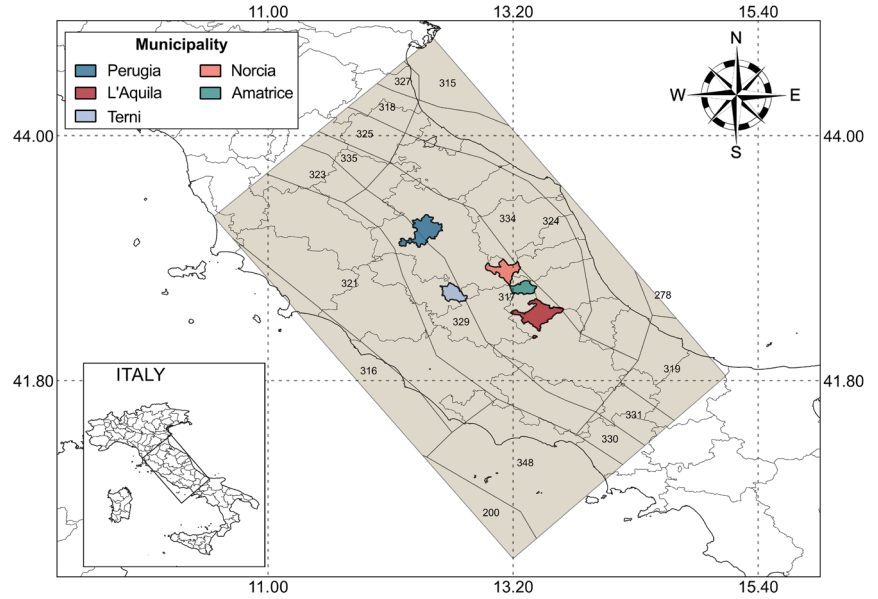 11.00 13.20 15.40
Municipality
Perugia Norcia
L'Aquila Amatrice
Terni
N
W E
S
44.00 44.00
327 315
318
325
335
323
334 324
321
317
278
329
316
319
331
330
348
200
41.80 41.80
ITALY
11.00 13.20 15.40